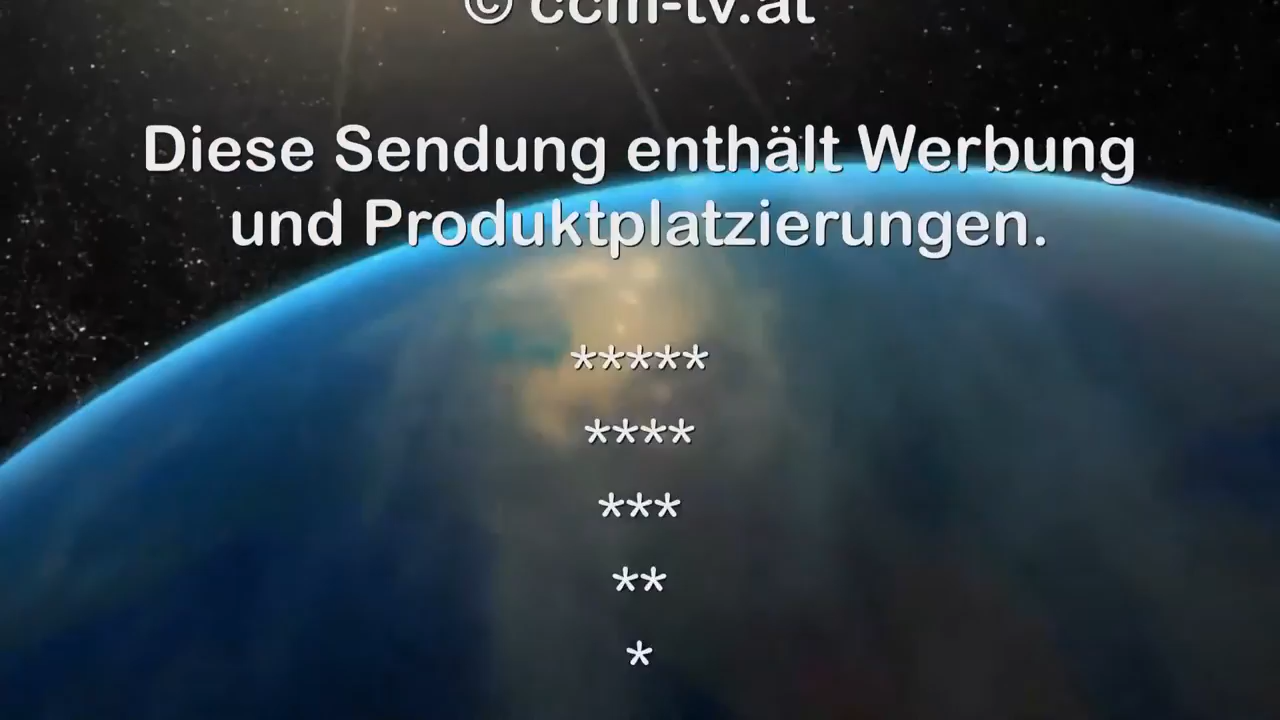 © ccm-tv.at
Diese Sendung enthält Werbung
und Produktplatzierungen.
*****
****
***
**
*